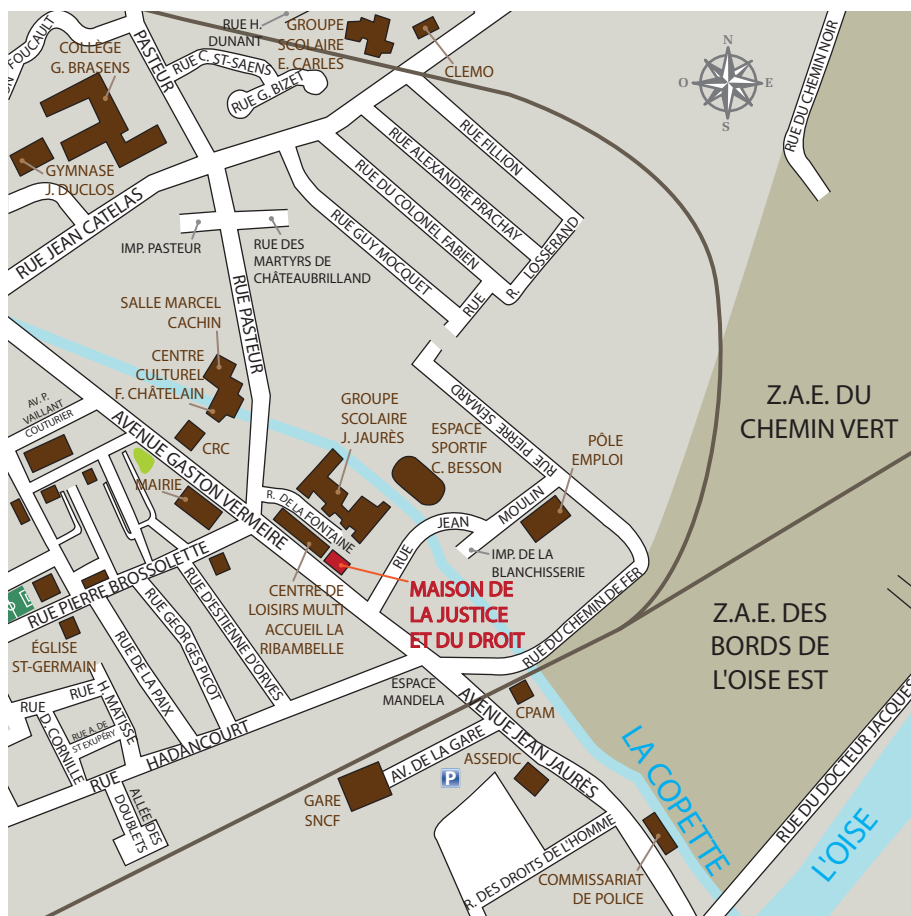 RUE H.
DUNANT
GROUPE
SCOLAIRE
E. CARLES
CLEMO
COLLÈGE
G. BRASENS
FOUCAULT
PASTEUR
RUE C. ST-SAENS
RUE G. BIZET
N
O
E
S
RUE DU CHEMIN NOIR
GYMNASE
J. DUCLOS
RUE JEAN CATELAS
RUE FILLION
RUE ALEXANDRE PRACHAY
RUE DU COLONEL FABIEN
RUE GUY MOCQUET
RUE
R. LOSSERAND
IMP. PASTEUR
RUE DES
MARTYRS DE
CHÂTEAUBRILLAND
RUE PASTEUR
SALLE MARCEL
CACHIN
CENTRE
CULTUREL
F. CHÂTELAIN
CRC
AV. P.
VAILLANT
COUTURIER
AVENUE GASTON VERMEIRE
MAIRIE
GROUPE
SCOLAIRE
J. JAURÈS
ESPACE
SPORTIF
C. BESSON
RUE PIERRE SEMARD
PÔLE
EMPLOI
Z.A.E. DU
CHEMIN VERT
R. DE LA FONTAINE
RUE JEAN MOULIN
IMP. DE LA
BLANCHISSERIE
RUE PIERRE BROSSOLETTE
CENTRE DE
LOISIRS MULTI
ACCUEIL LA
RIBAMBELLE
MAISON DE
LA JUSTICE
ET DU DROIT
RUE DU CHEMIN DE FER
Z.A.E. DES
BORDS DE
L'OISE EST
ÉGLISE
ST-GERMAIN
RUE DE LA PAIX
RUE GEORGES PICOT
RUE D'ESTIENNE D'ORVES
ESPACE
MANDELA
CPAM
RUE
D. CORNILLE
RUE
H. MATISSE
RUE A. DE
ST EXUPÉRY
RUE HADANCOURT
ALLÉE DES
DOUBLETS
AV. DE LA GARE
GARE
SNCF
P
ASSEDIC
AVENUE JEAN JAURÈS
LA COPETTE
RUE DU DOCTEUR JACQUES
L'OISE
R. DES DROITS DE L'HOMME
COMMISSARIAT
DE POLICE